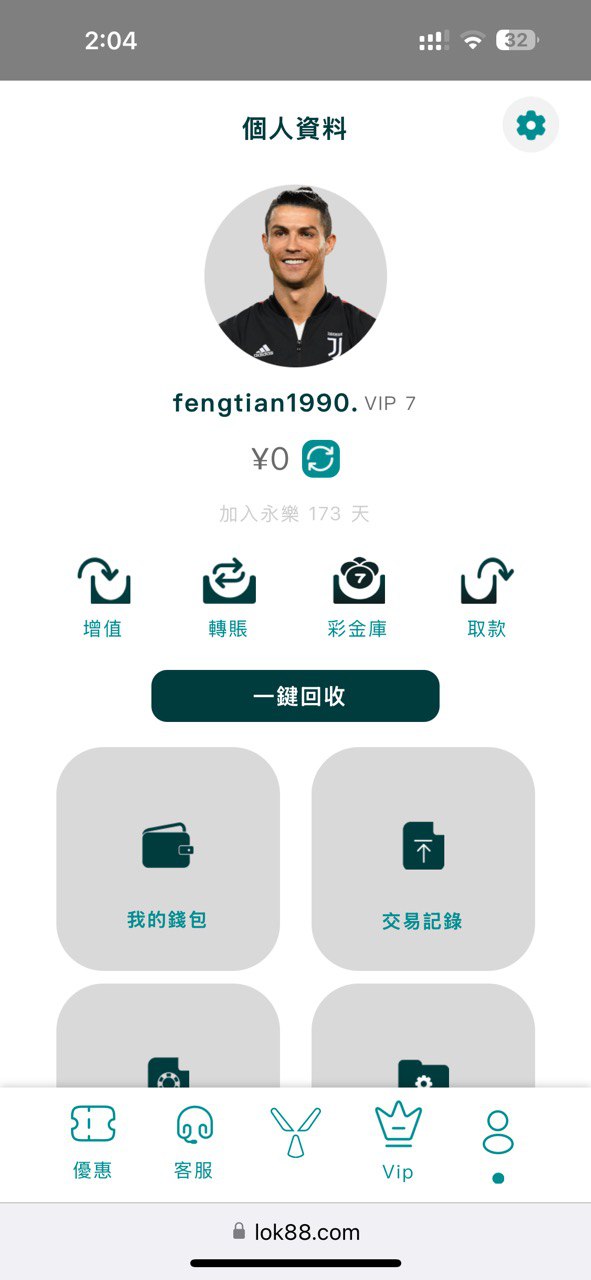 2:04
32
個人資料
fengtian1990. VIP 7
¥0
加入永樂 173 天
增值 轉賬 彩金庫 取款
7
一鍵回收
我的錢包 交易記錄
優惠 客服 Vip
lok88.com